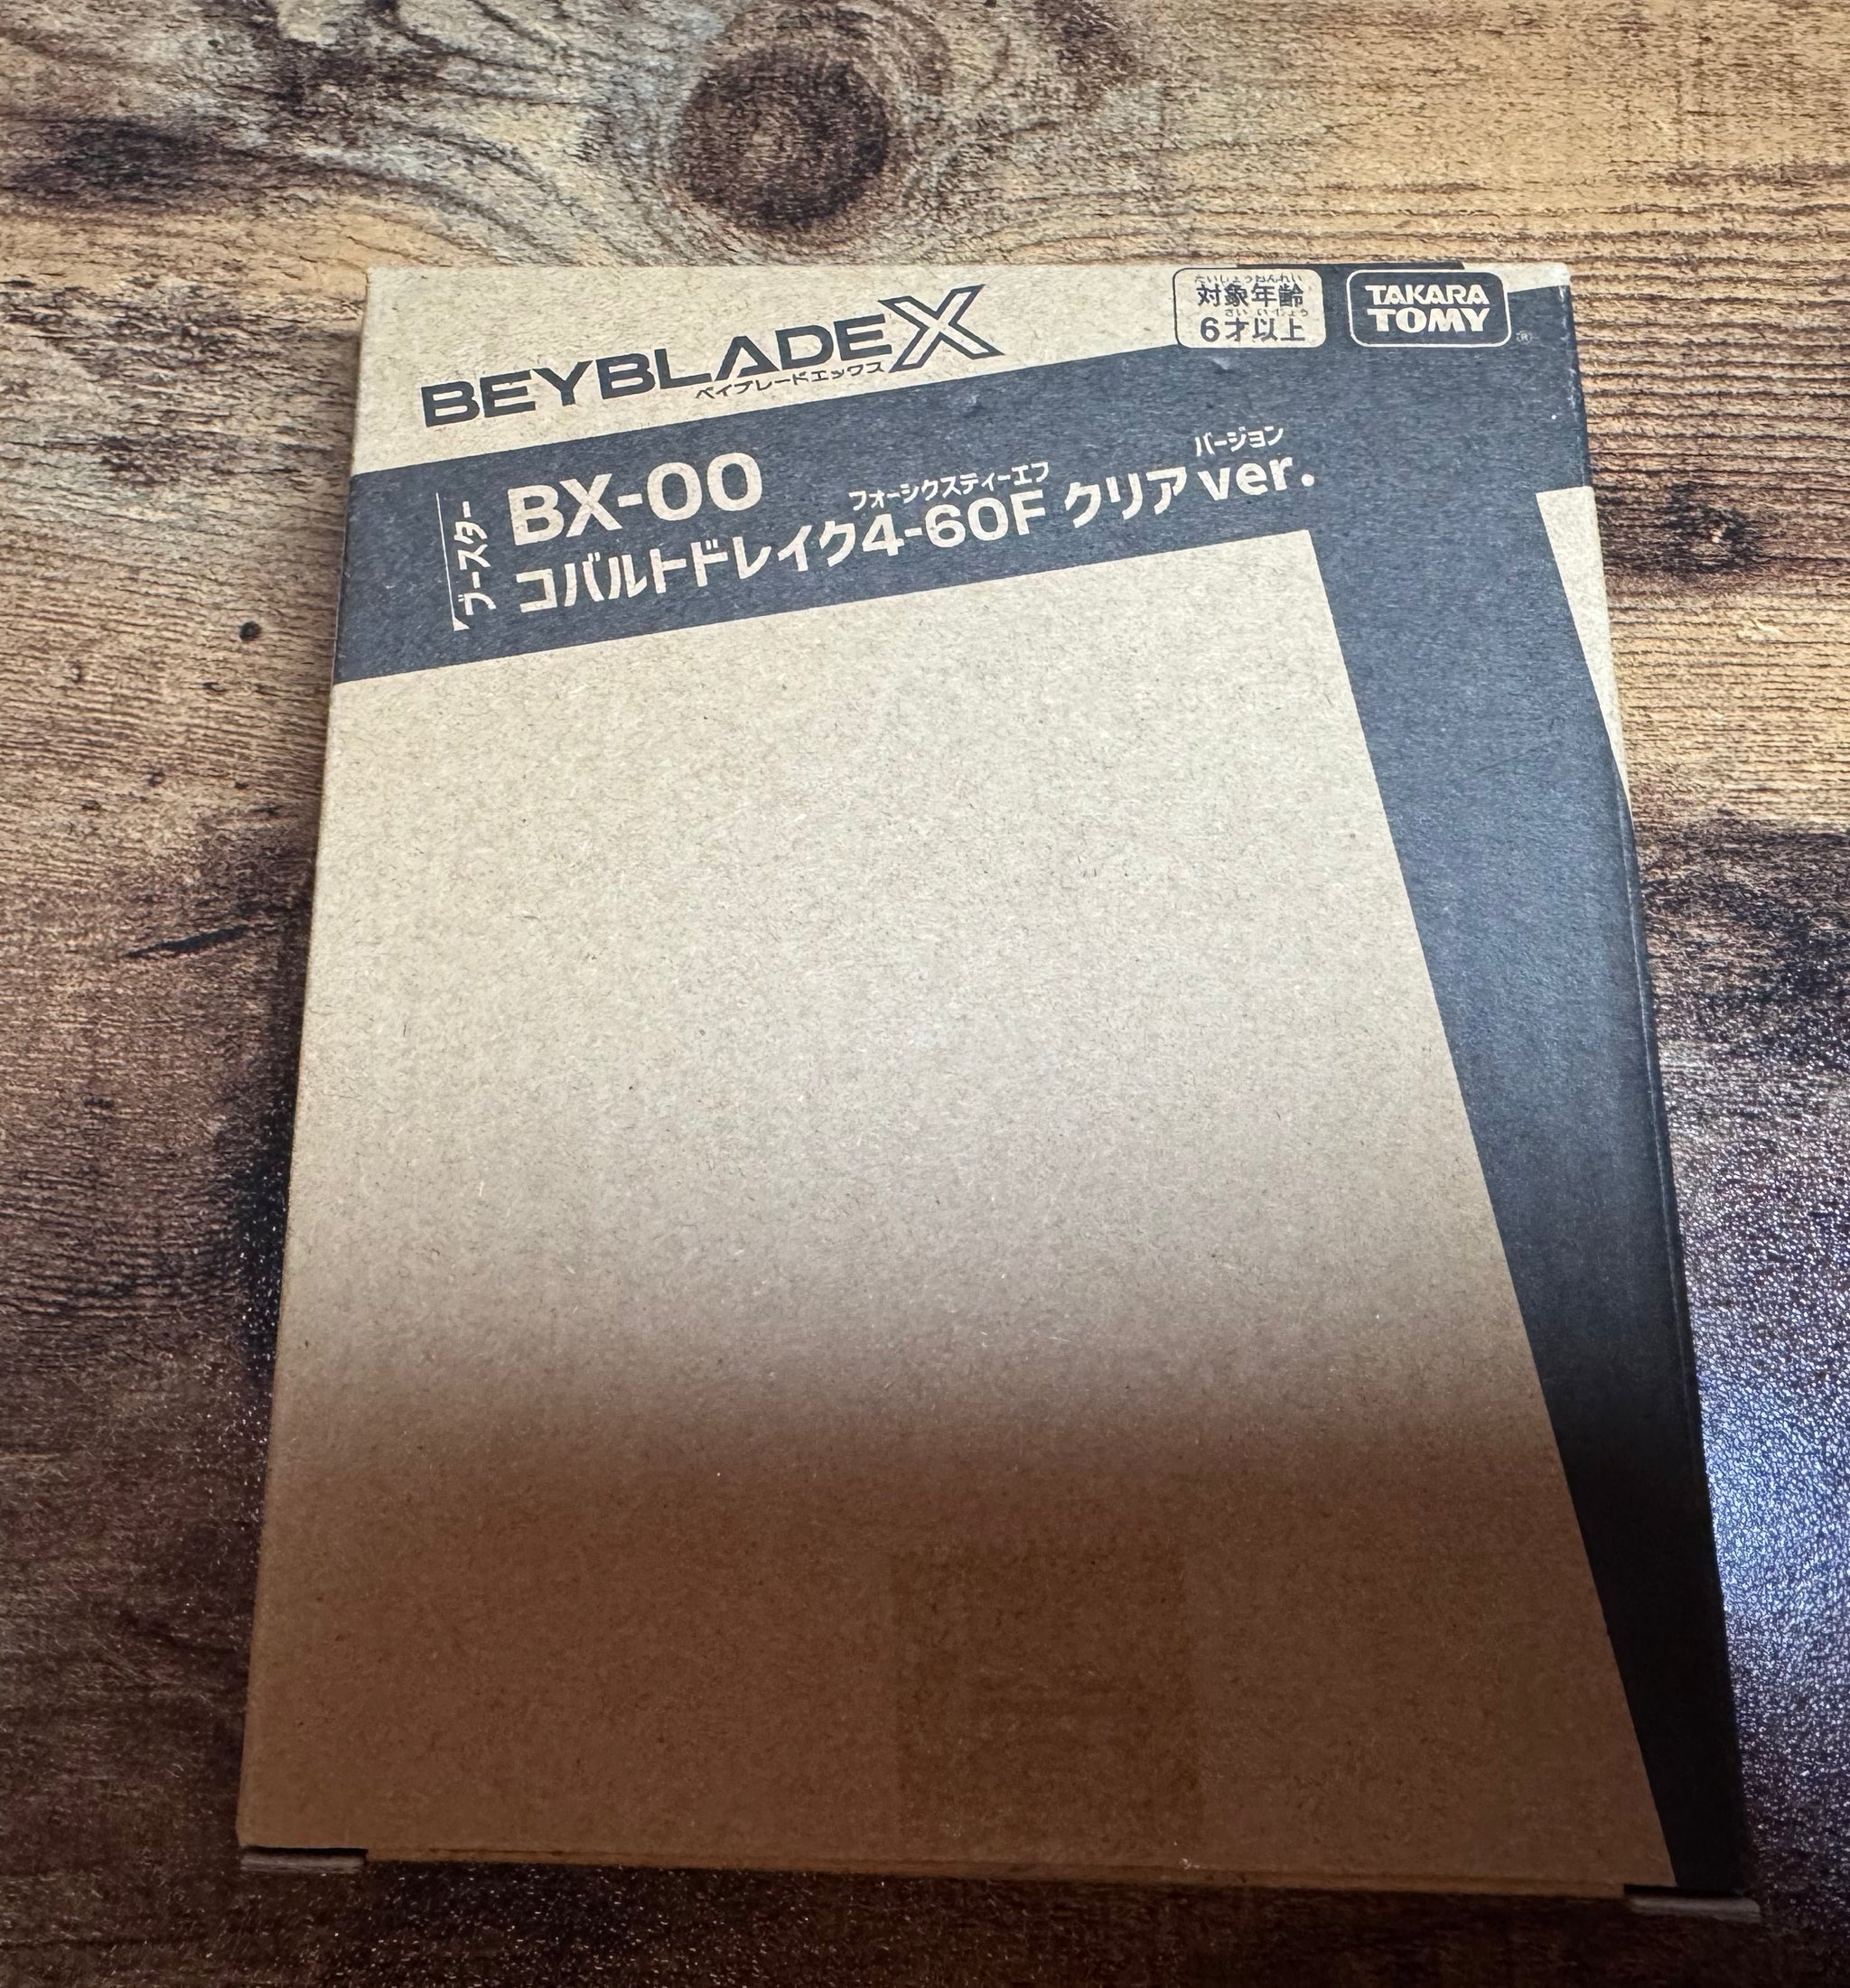 BEYBLADE X
ベイブレードエックス
たいしょうねんれい
対象年齢
さい いじょう
6才以上
TAKARA
TOMY
®
ブースター
BX-00
フォーシックスティーエフ
バージョン
コバルトドレイク4-60F クリアver.